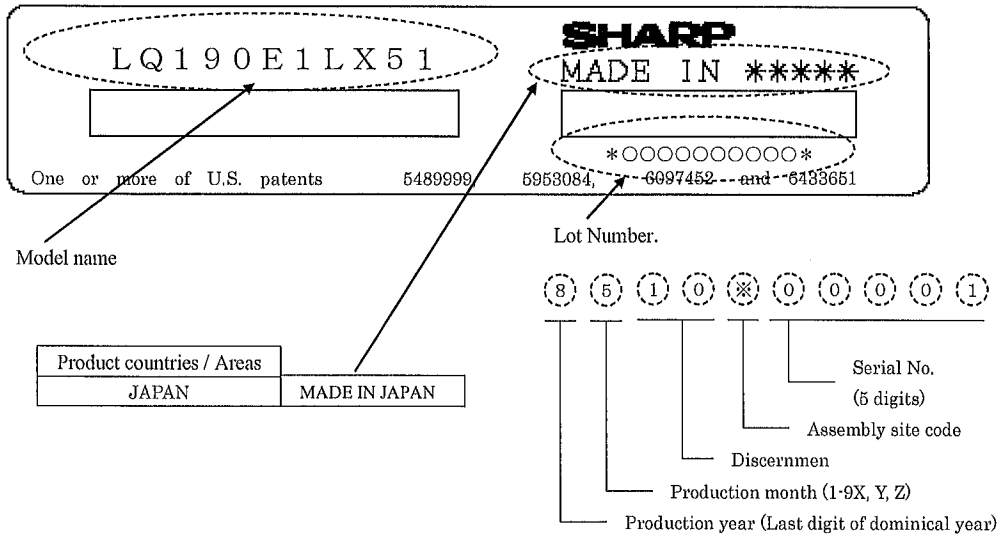 SHARP
LQ190E1LX51
MADE IN *****
*○○○○○○○○○○*
One or more of U.S. patents 5489999, 5953084, 6097452 and 6433651
Lot Number.
Model name
8 5 1 0 ※ 0 0 0 0 1
Product countries / Areas
JAPAN MADE IN JAPAN
Serial No.
(5 digits)
Assembly site code
Discernmen
Production month (1-9X, Y, Z)
Production year (Last digit of dominical year)